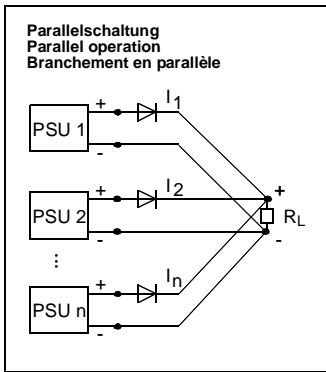 Parallelschaltung
Parallel operation
Branchement en parallèle
+ I1
PSU 1
-
+ I2 +
PSU 2 RL
- -
⋮
+ In
PSU n
-